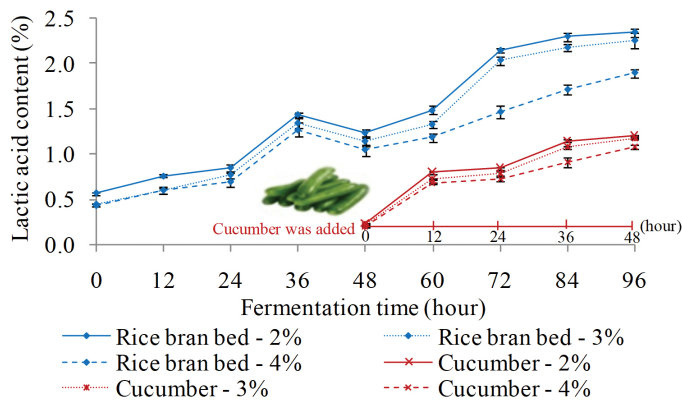 Lactic acid content (%)
2.5
2.0
1.5
1.0
0.5
0.0
Cucumber was added
0 12 24 36 48 (hour)
0 12 24 36 48 60 72 84 96
Fermentation time (hour)
Rice bran bed - 2% Rice bran bed - 3%
Rice bran bed - 4% Cucumber - 2%
Cucumber - 3% Cucumber - 4%